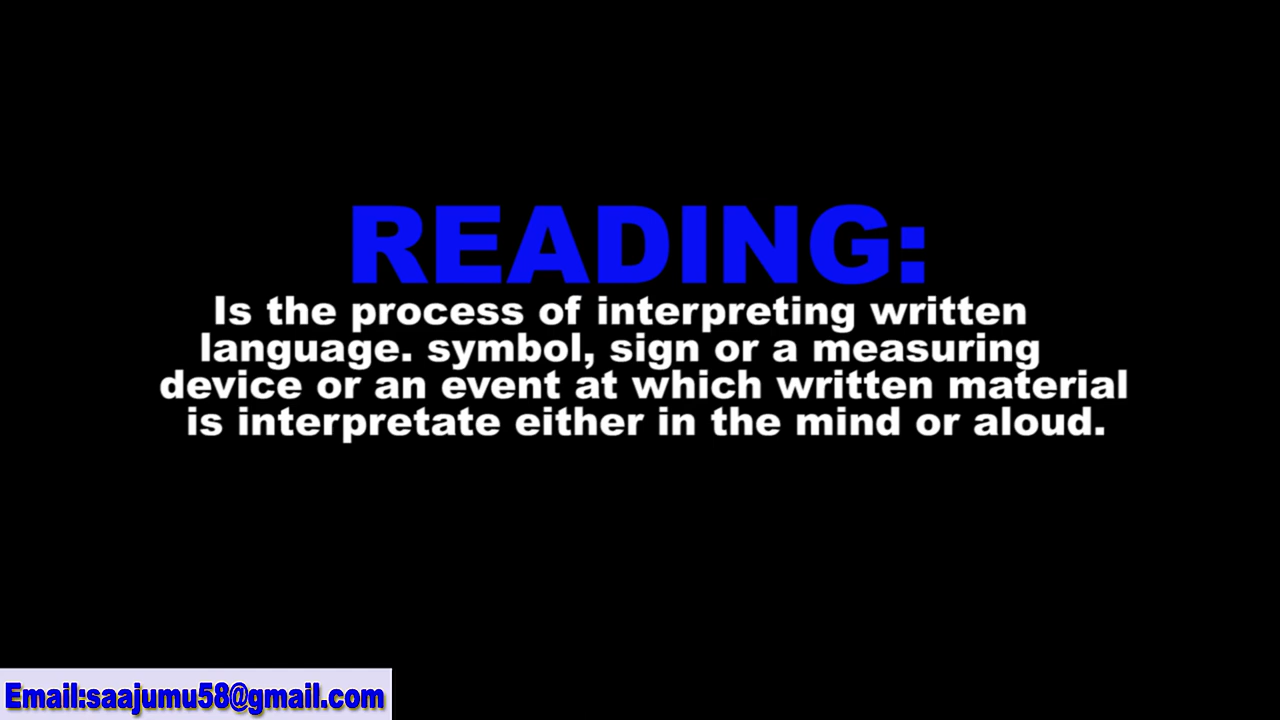 READING:
Is the process of interpreting written
language. symbol, sign or a measuring
device or an event at which written material
is interpretate either in the mind or aloud.
Email:saajumu58@gmail.com